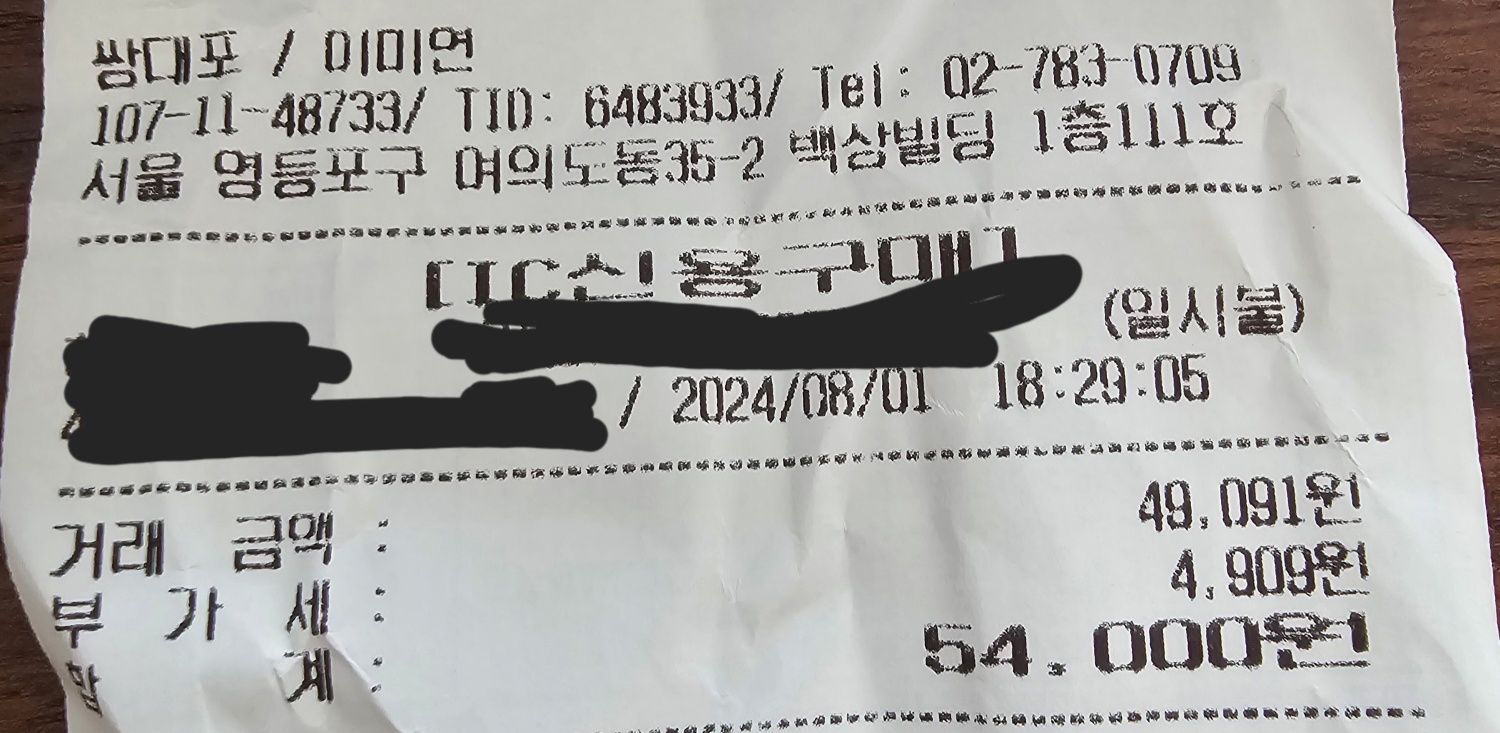 쌍대포 / 이미연
107-11-48733/ TID: 6483933/ Tel: 02-783-0709
서울 영등포구 여의도동35-2 백상빌딩 1층111호
[IC신용구매]
(일시불)
/ 2024/08/01 18:29:05
거래 금액 : 49,091원
부 가 세 : 4,909원
합 계 : 54,000원